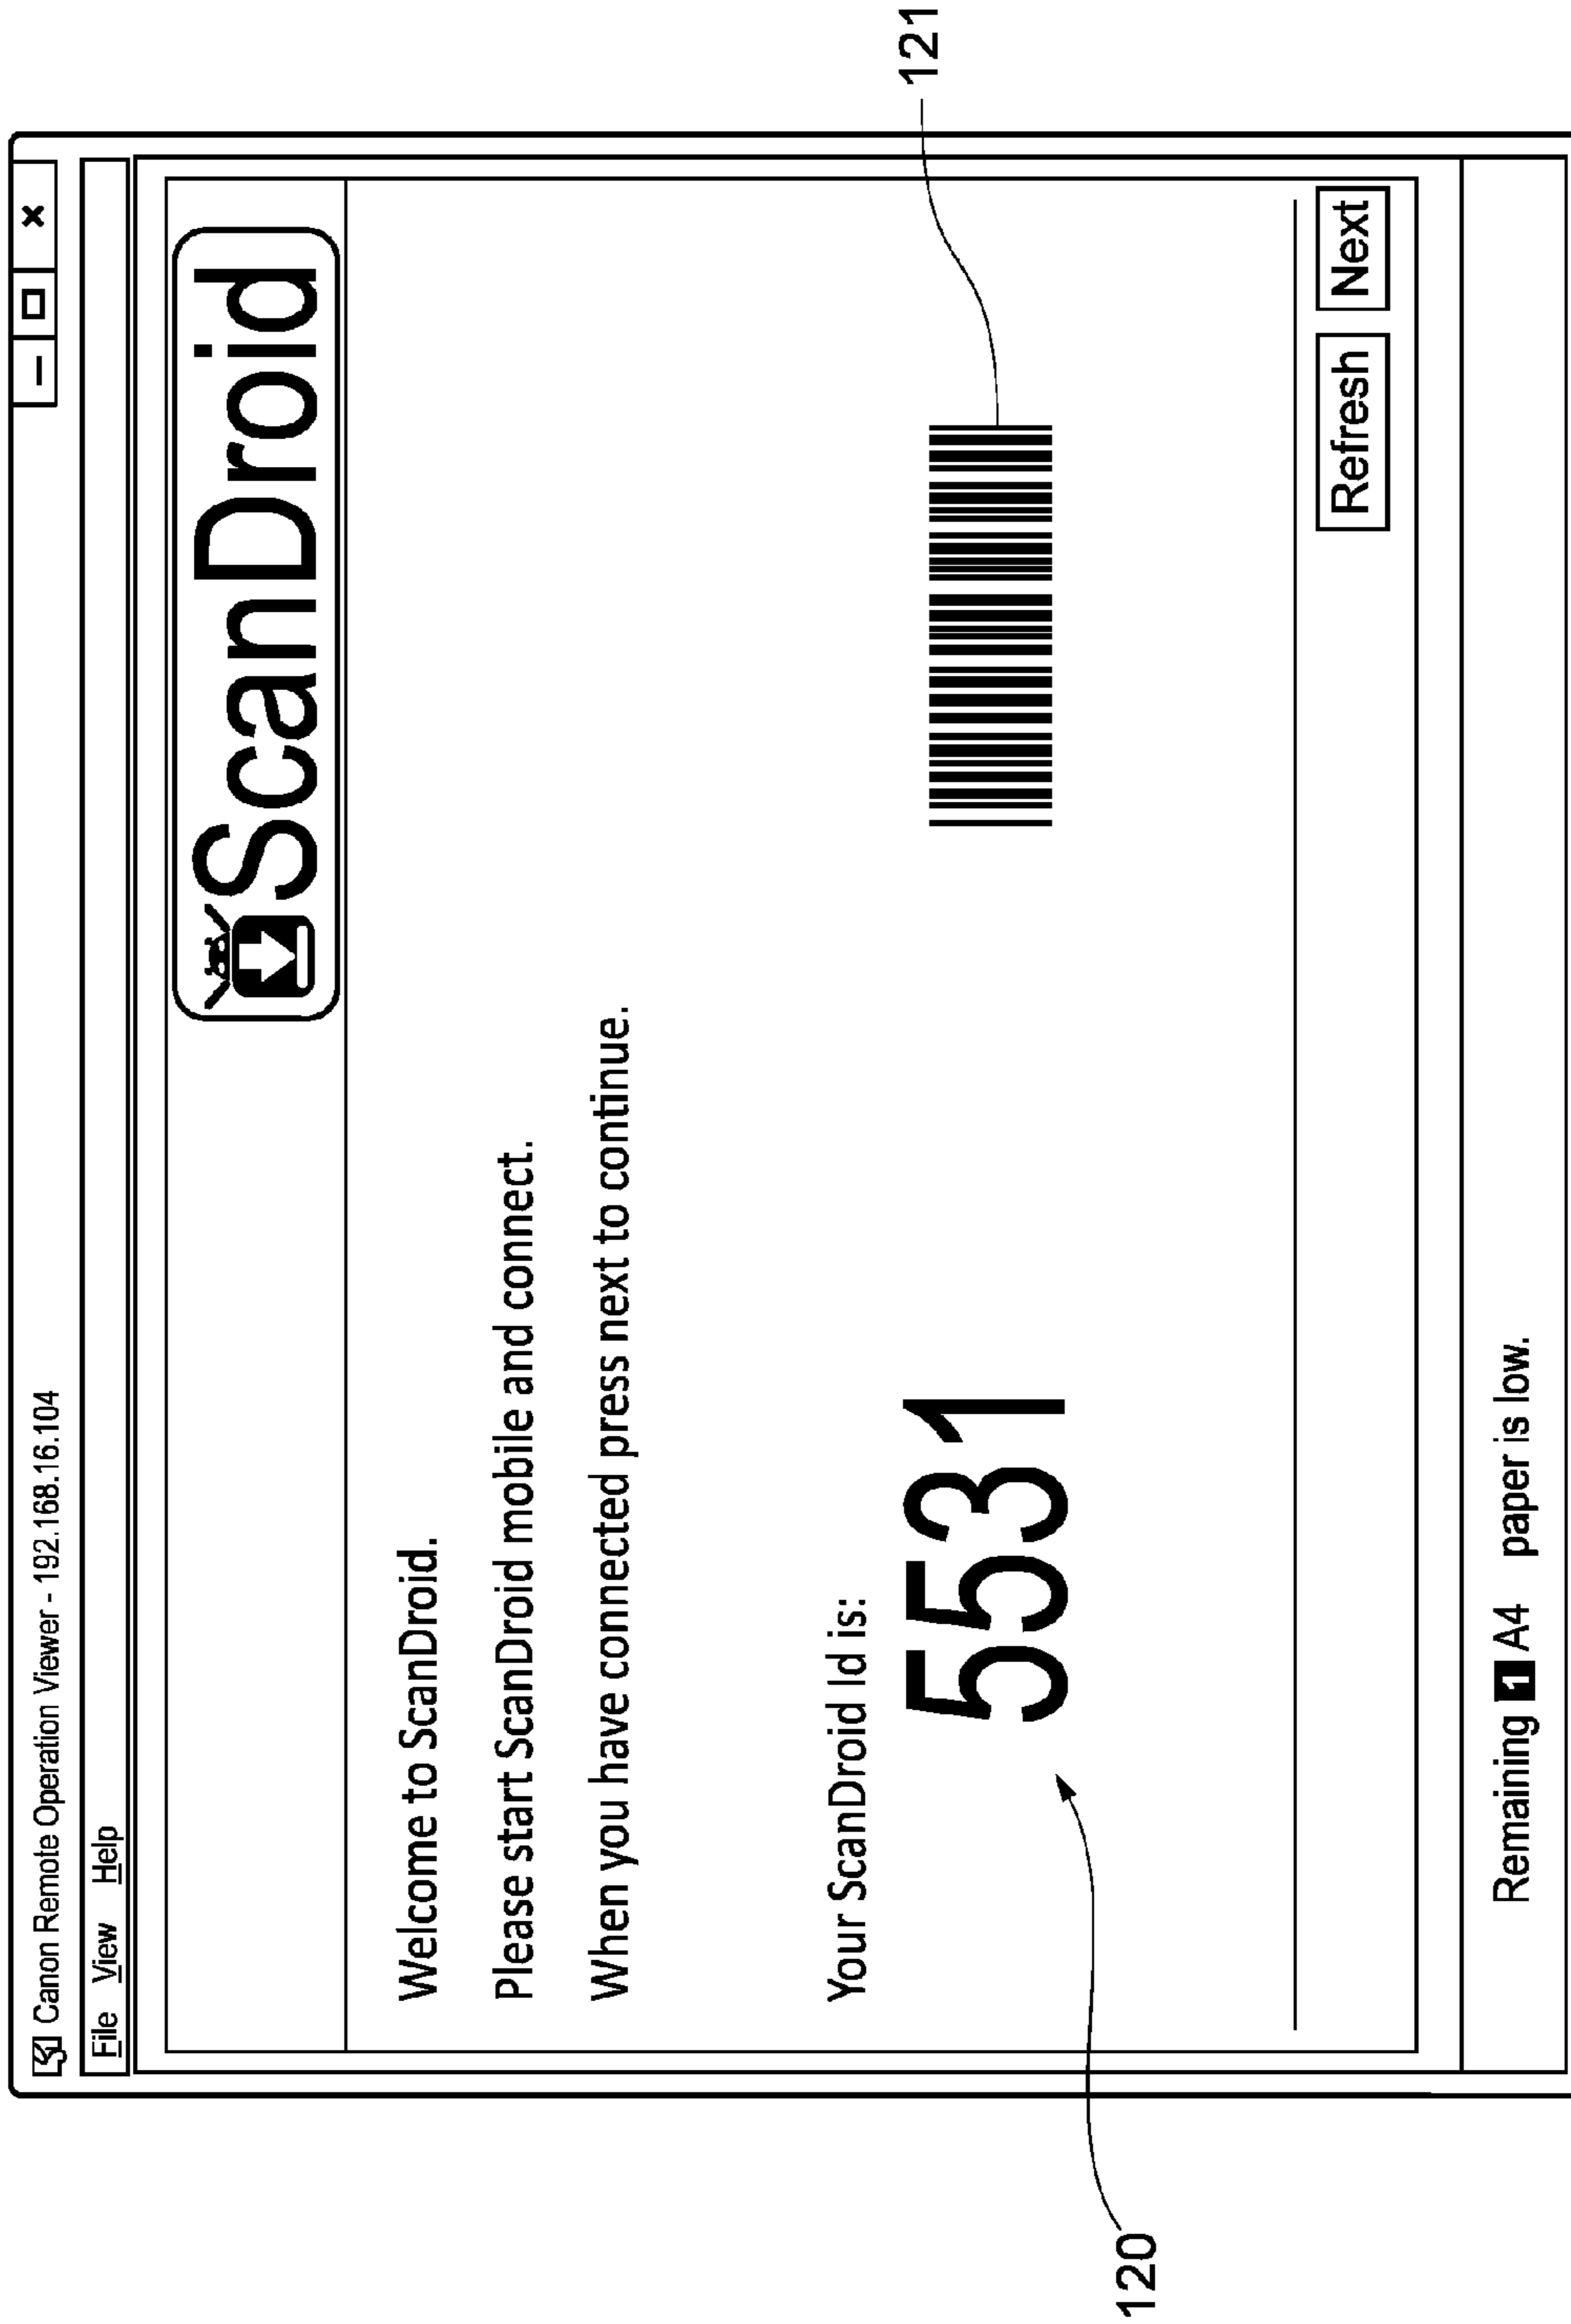 Canon Remote Operation Viewer - 192.168.16.104
File View Help
ScanDroid
Welcome to ScanDroid.
Please start ScanDroid mobile and connect.
When you have connected press next to continue.
Your ScanDroid Id is:
5531
120
121
Refresh Next
Remaining 1 A4 paper is low.